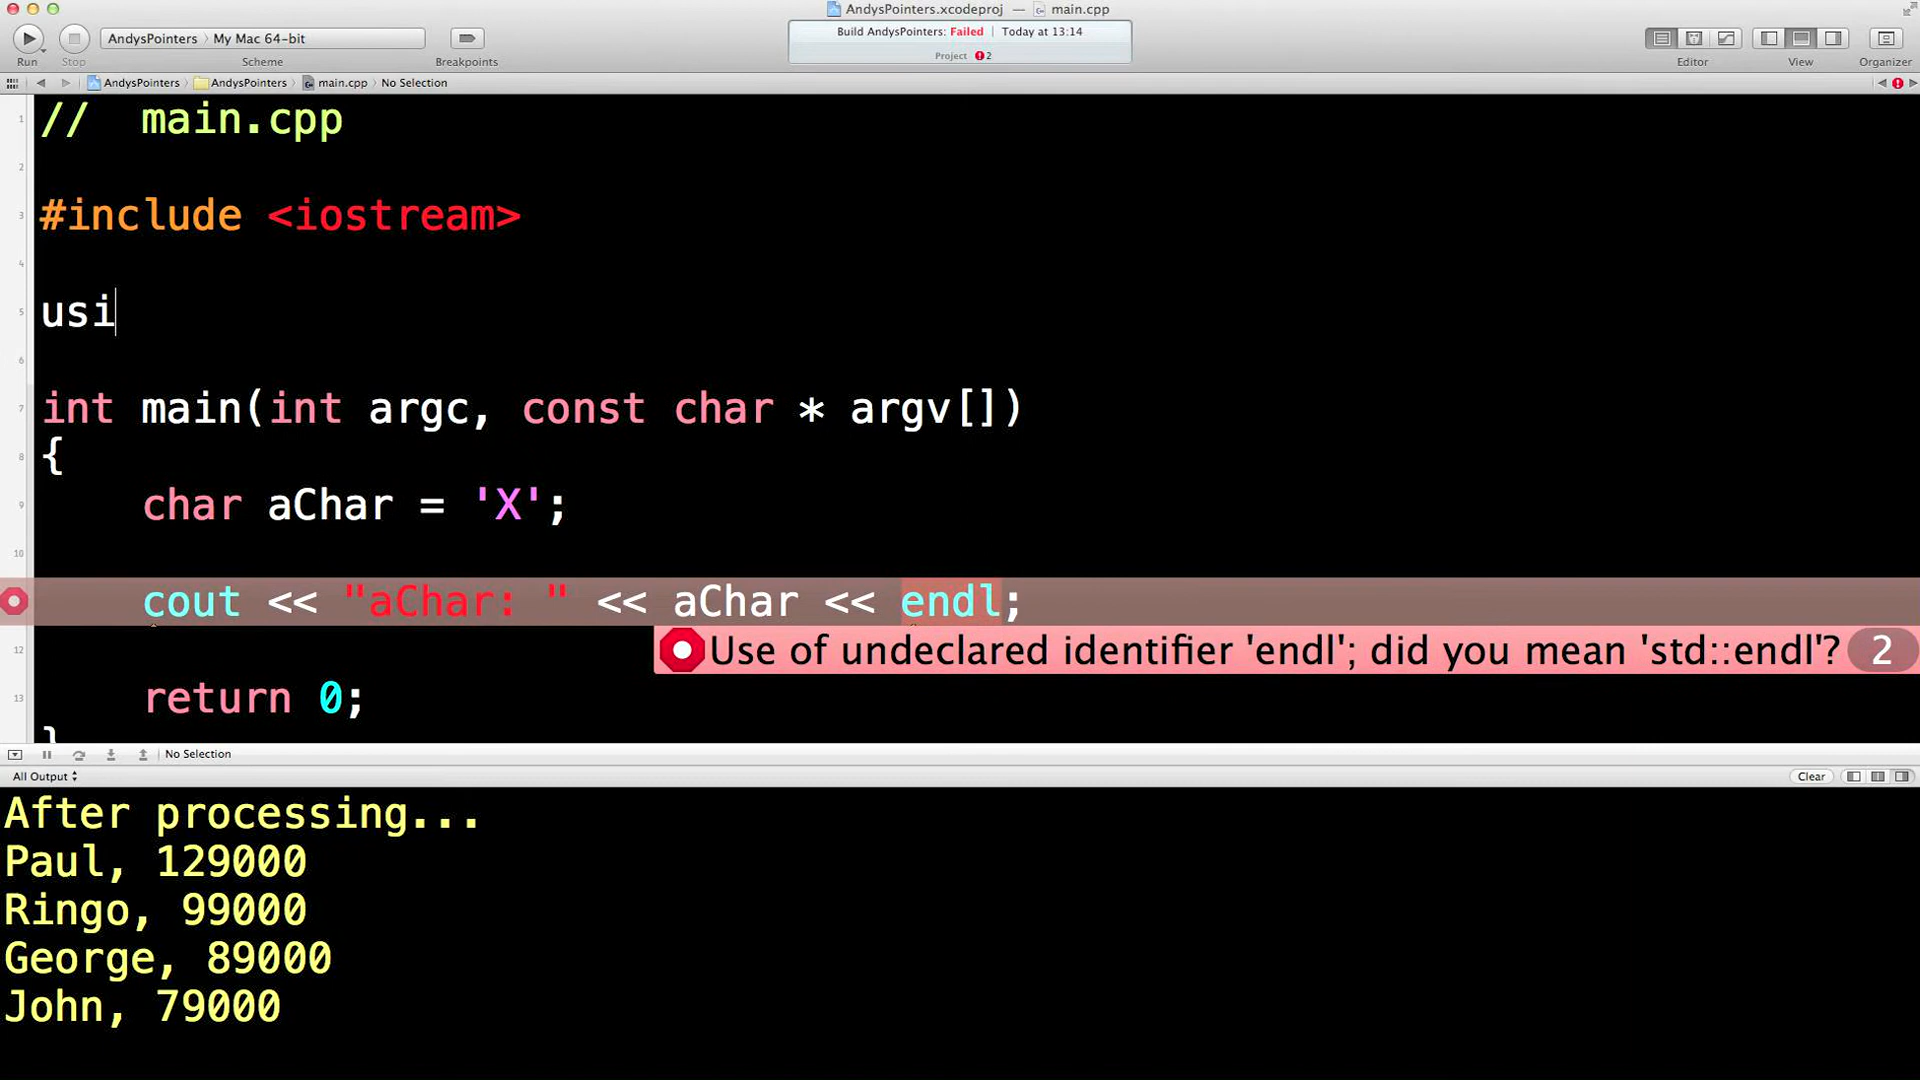 AndysPointers.xcodeproj — main.cpp
AndysPointers My Mac 64-bit
Build AndysPointers: Failed Today at 13:14
Project 2
Run Stop Scheme Breakpoints Editor View Organizer
AndysPointers AndysPointers main.cpp No Selection
1 // main.cpp
2
3 #include <iostream>
4
5 usi
6
7 int main(int argc, const char * argv[])
8 {
9 char aChar = 'X';
10
cout << "aChar: " << aChar << endl;
12 Use of undeclared identifier 'endl'; did you mean 'std::endl'? 2
13 return 0;
}
No Selection
All Output Clear
After processing...
Paul, 129000
Ringo, 99000
George, 89000
John, 79000